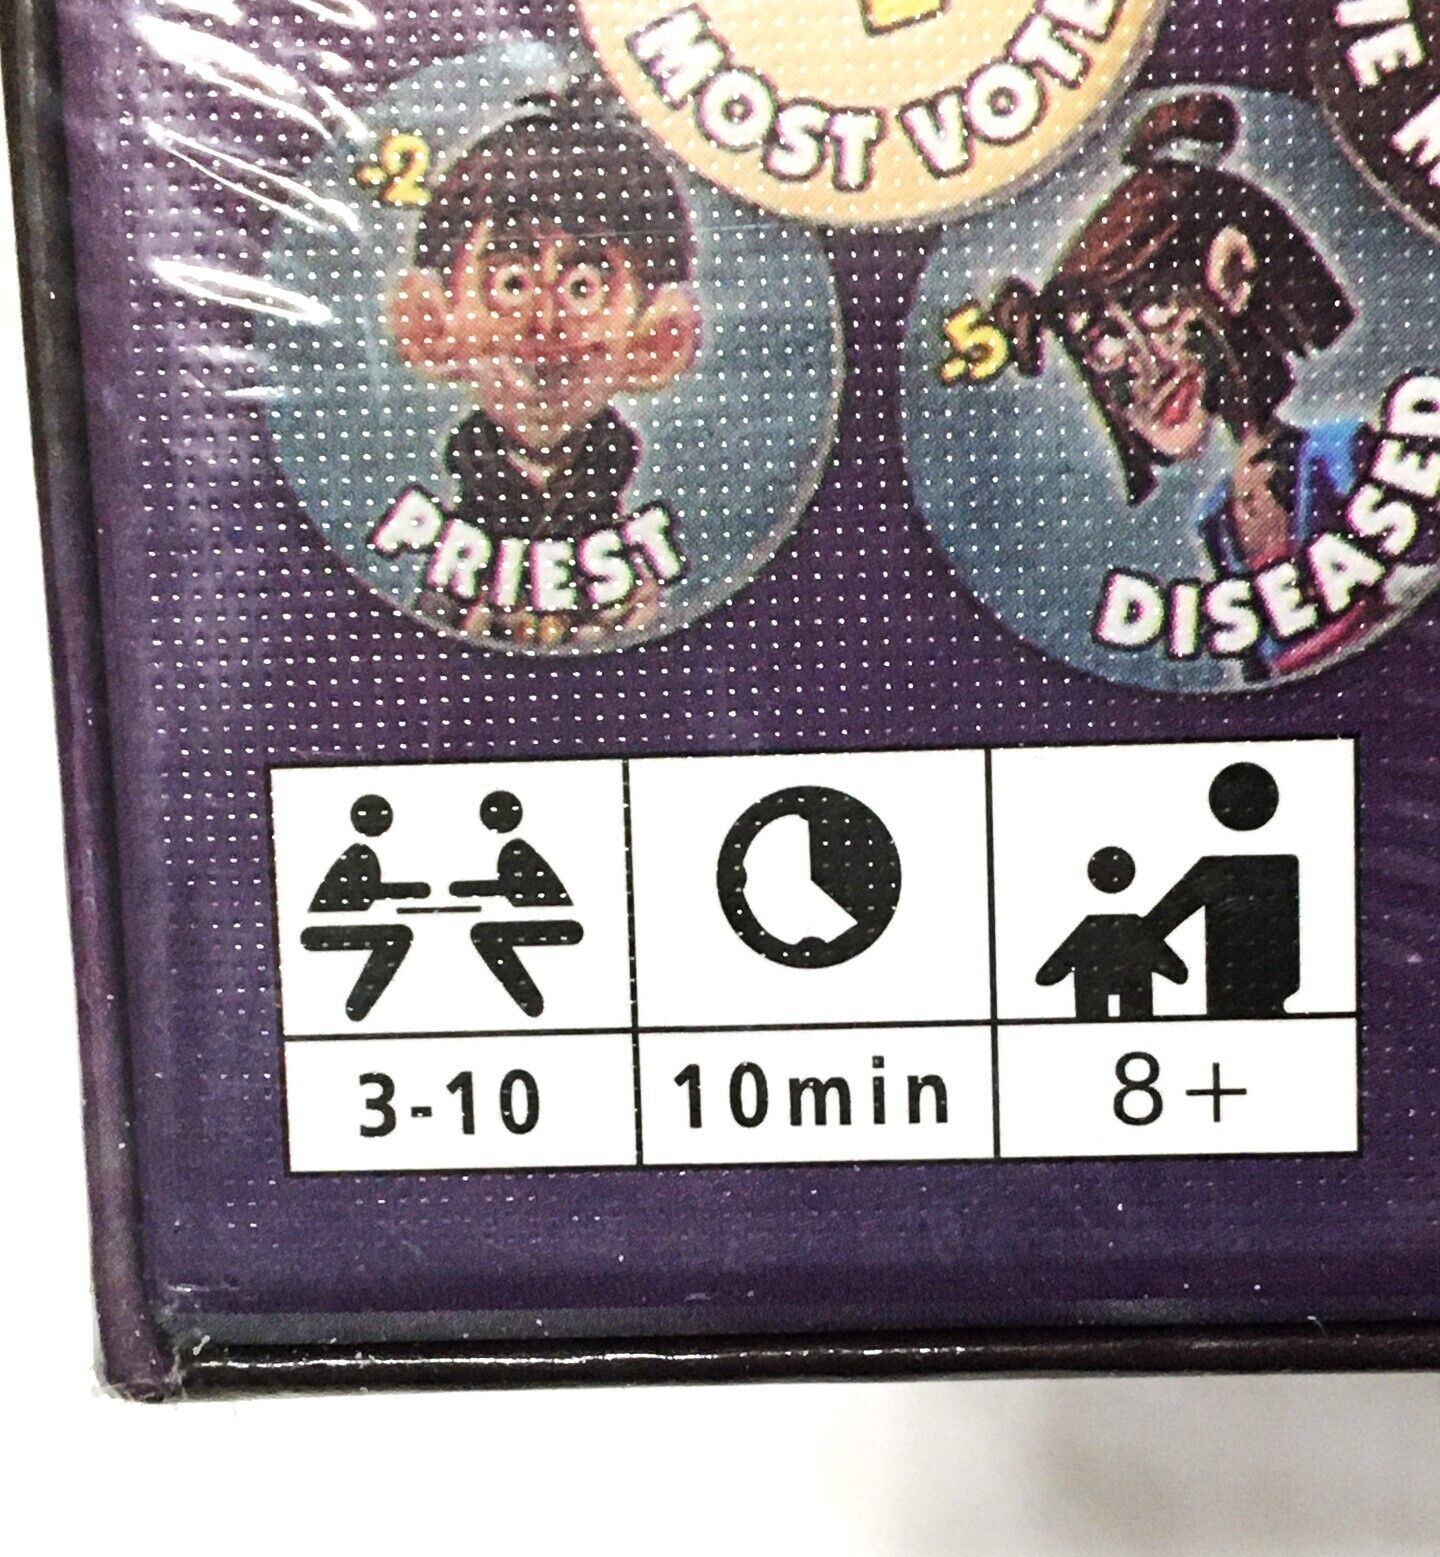 MOST VOTE
-2
PRIEST
-5
DISEASED
3-10
10min
8+